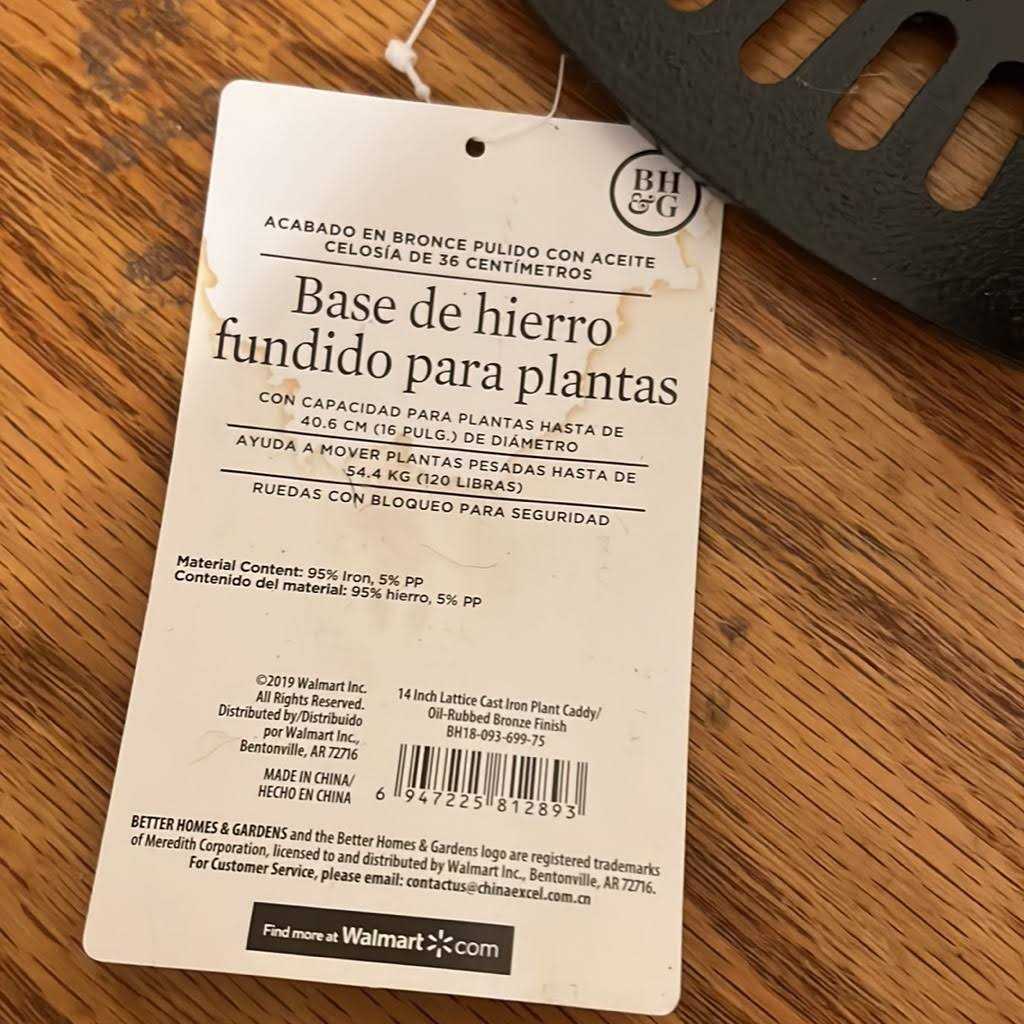 BH
&G
ACABADO EN BRONCE PULIDO CON ACEITE
CELOSÍA DE 36 CENTÍMETROS
Base de hierro
fundido para plantas
CON CAPACIDAD PARA PLANTAS HASTA DE
40.6 CM (16 PULG.) DE DIÁMETRO
AYUDA A MOVER PLANTAS PESADAS HASTA DE
54.4 KG (120 LIBRAS)
RUEDAS CON BLOQUEO PARA SEGURIDAD
Material Content: 95% Iron, 5% PP
Contenido del material: 95% hierro, 5% PP
©2019 Walmart Inc.
All Rights Reserved.
Distributed by/Distribuido
por Walmart Inc.,
Bentonville, AR 72716
MADE IN CHINA/
HECHO EN CHINA
14 Inch Lattice Cast Iron Plant Caddy/
Oil-Rubbed Bronze Finish
BH18-093-699-75
6 947225 812893
BETTER HOMES & GARDENS and the Better Homes & Gardens logo are registered trademarks
of Meredith Corporation, licensed to and distributed by Walmart Inc., Bentonville, AR 72716.
For Customer Service, please email: contactus@chinaexcel.com.cn
Find more at Walmart.com